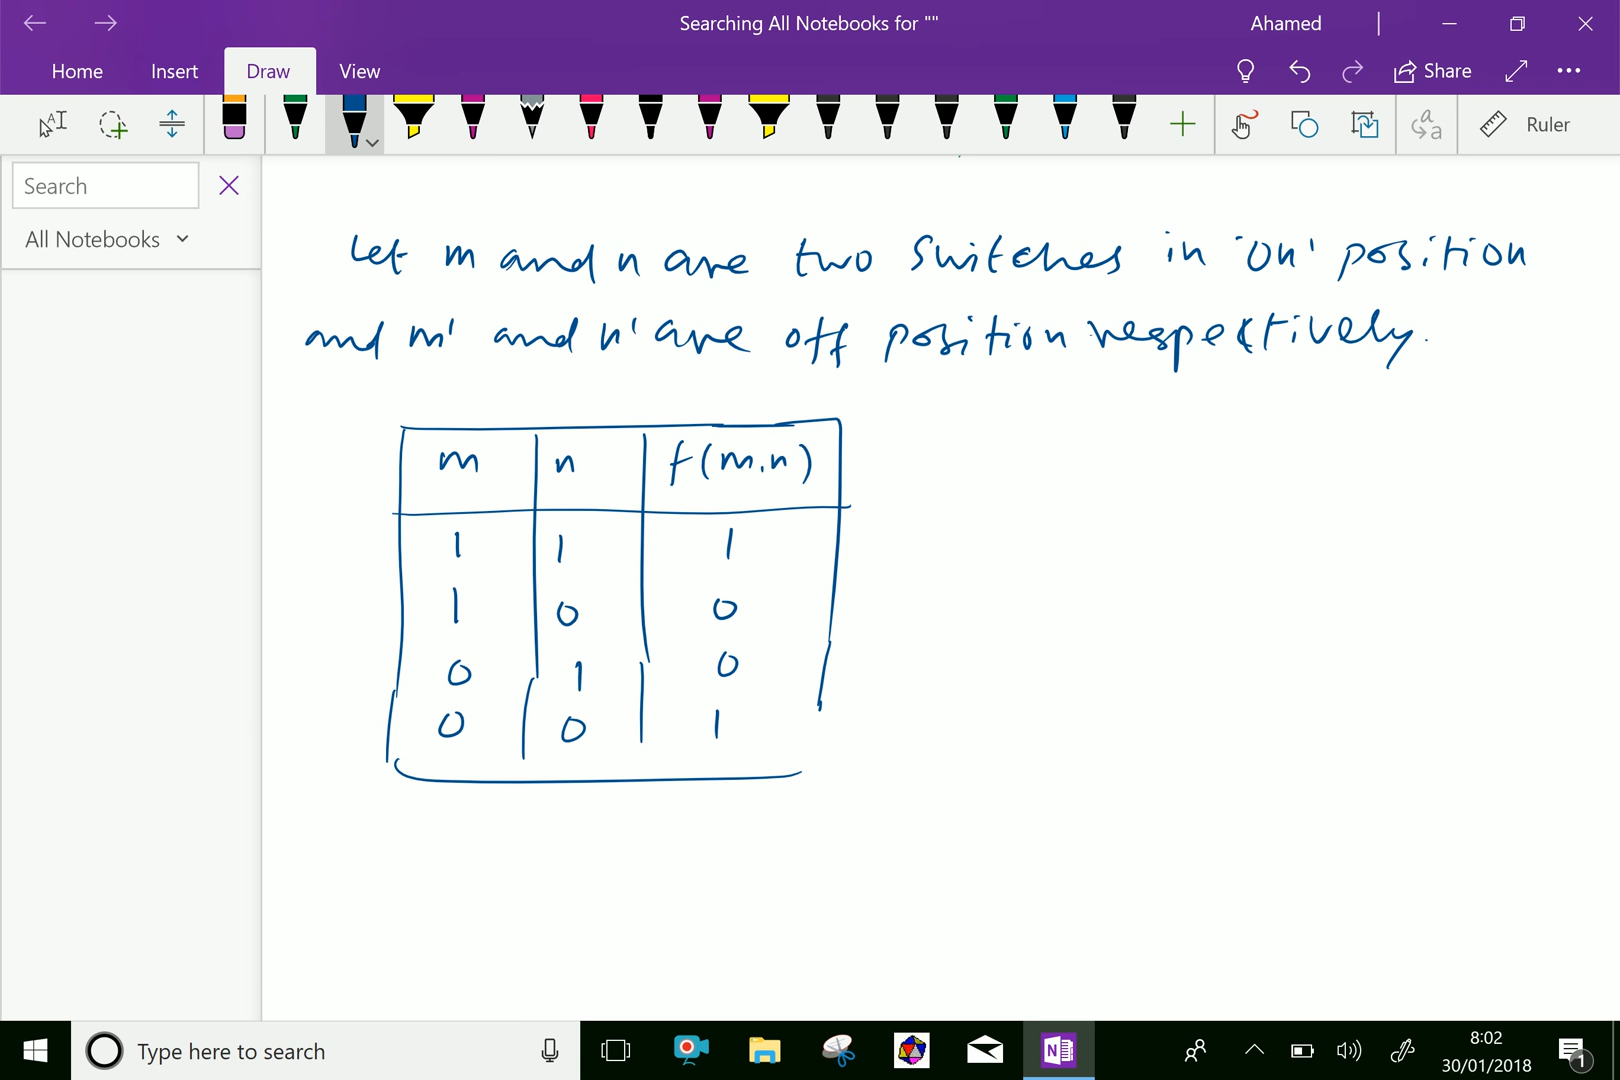 Searching All Notebooks for ""
Ahamed
Home Insert Draw View
Share
Ruler
Search
All Notebooks
Let m and n are two switches in 'on' position
and m' and n' are off position respectively.
m n f(m,n)
1 1 1
1 0 0
0 1 0
0 0 1
Type here to search
8:02
30/01/2018
1